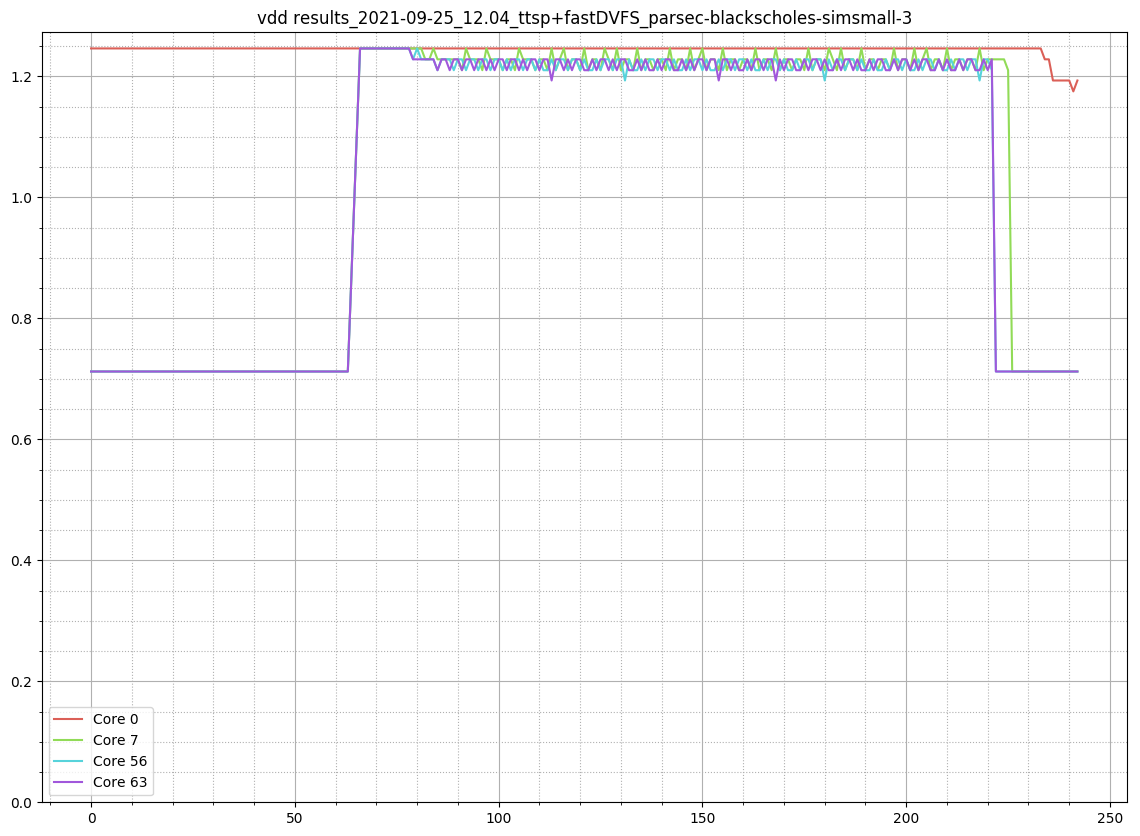 vdd results_2021-09-25_12.04_ttsp+fastDVFS_parsec-blackscholes-simsmall-3
1.2
1.0
0.8
0.6
0.4
0.2
0.0
Core 0
Core 7
Core 56
Core 63
0 50 100 150 200 250